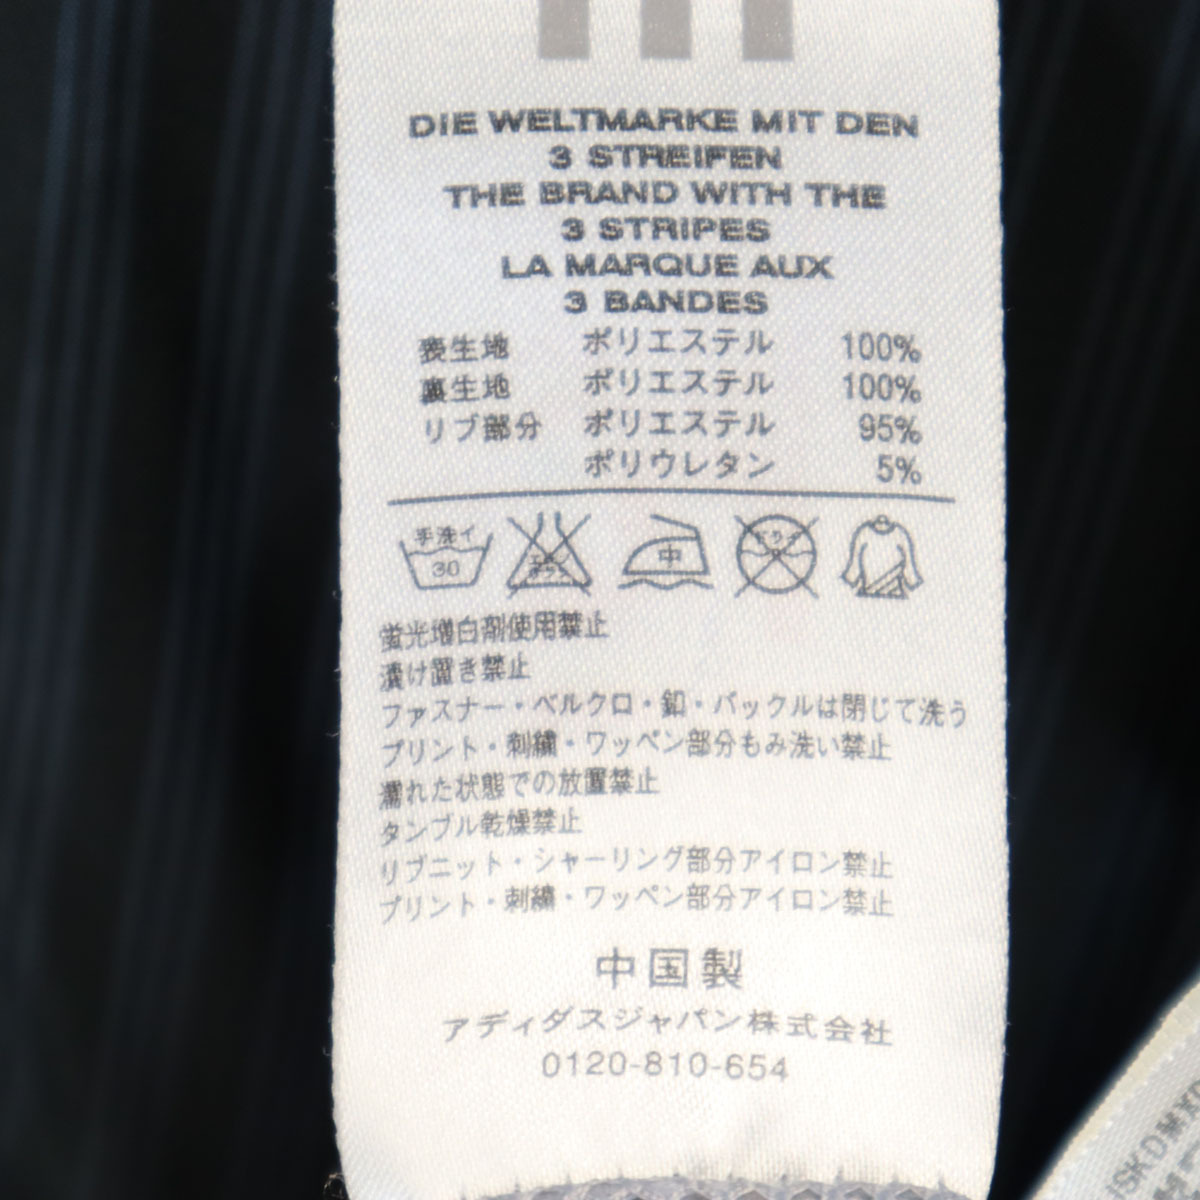 DIE WELTMARKE MIT DEN
3 STREIFEN
THE BRAND WITH THE
3 STRIPES
LA MARQUE AUX
3 BANDES
表生地 ポリエステル 100%
裏生地 ポリエステル 100%
リブ部分 ポリエステル 95%
ポリウレタン 5%
手洗イ 30
エンソサラシ
中
ドライ
蛍光増白剤使用禁止
漬け置き禁止
ファスナー・ベルクロ・釦・バックルは閉じて洗う
プリント・刺繍・ワッペン部分もみ洗い禁止
濡れた状態での放置禁止
タンブル乾燥禁止
リブニット・シャーリング部分アイロン禁止
プリント・刺繍・ワッペン部分アイロン禁止
中国製
アディダスジャパン株式会社
0120-810-654